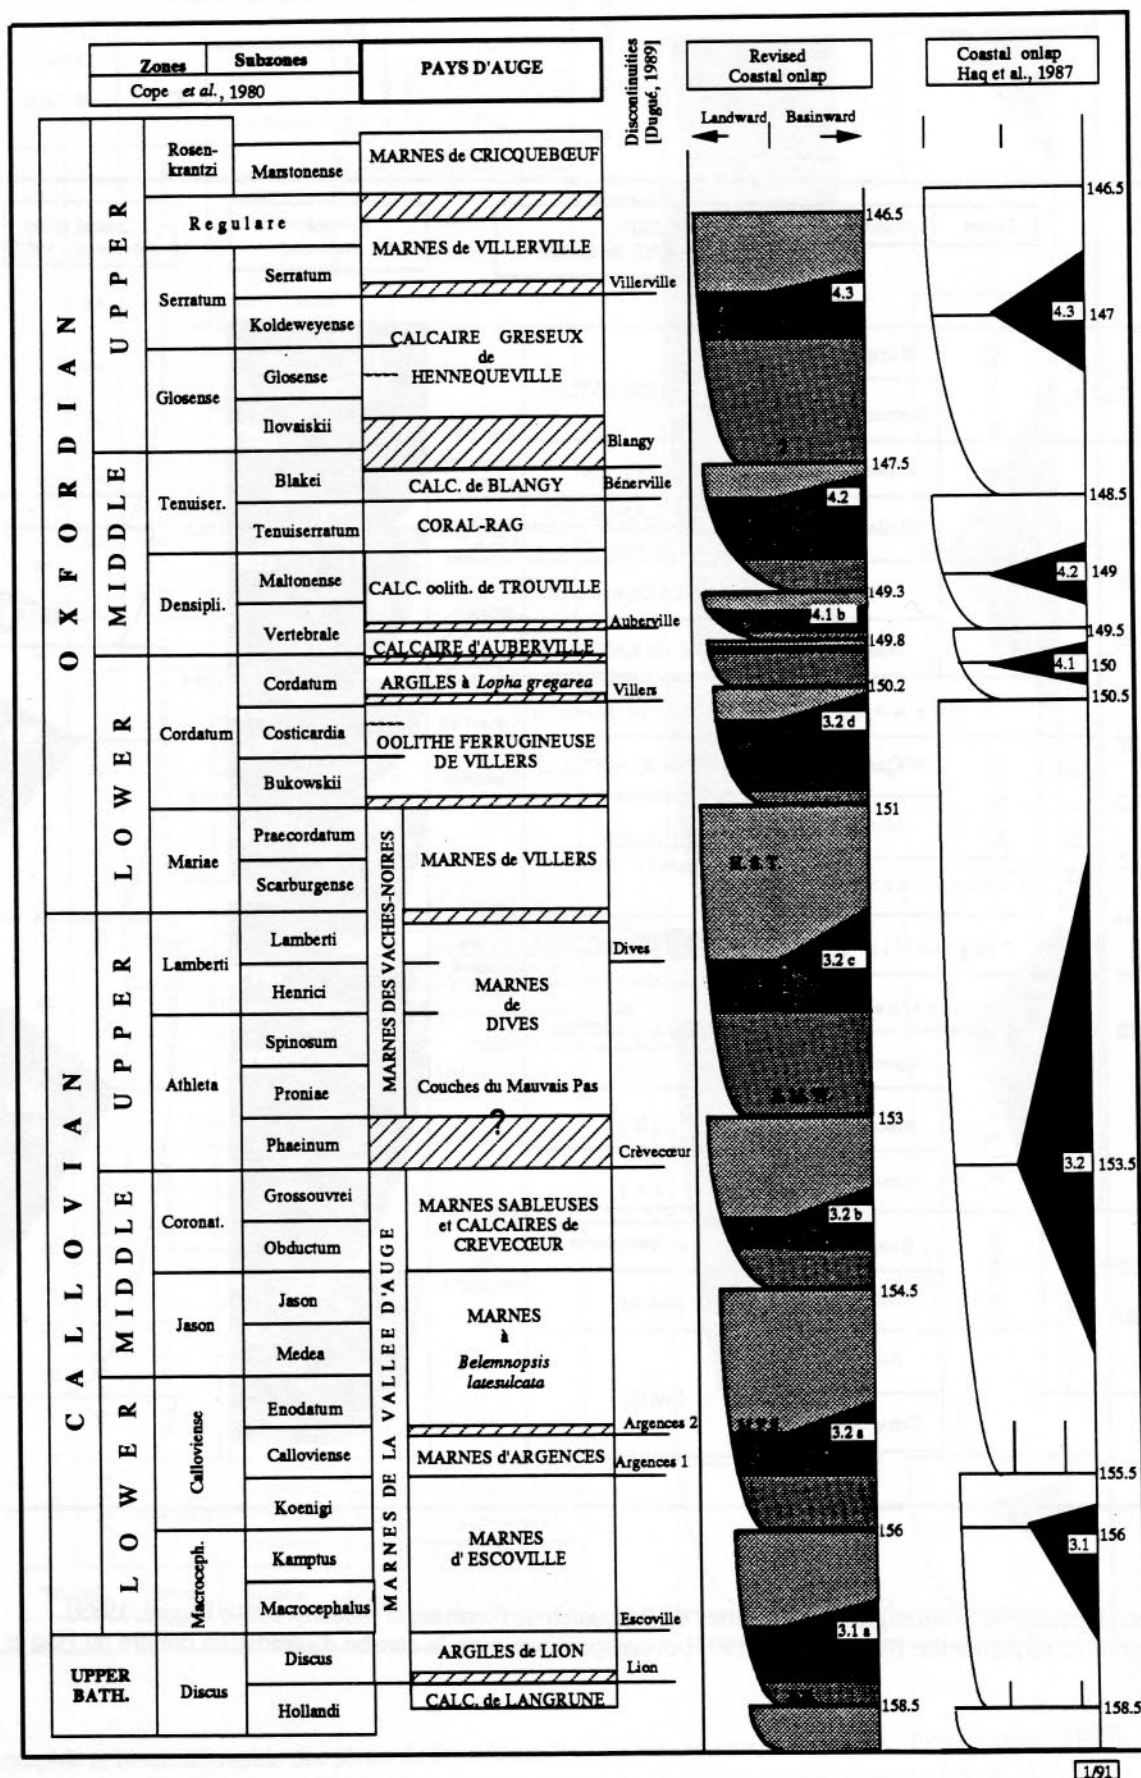 Zones
Subzones
Cope et al., 1980
PAYS D'AUGE
Discontinuities
[Dugué, 1989]
Revised
Coastal onlap
Coastal onlap
Haq et al., 1987
Landward
Basinward
OXFORDIAN
CALLOVIAN
UPPER
BATH.
UPPER
MIDDLE
LOWER
UPPER
MIDDLE
LOWER
Rosen-
krantzi
Regulare
Serratum
Glosense
Tenuiser.
Densipli.
Cordatum
Mariae
Lamberti
Athleta
Coronat.
Jason
Calloviense
Macroceph.
Discus
Marstonense
Serratum
Koldeweyense
Glosense
Ilovaiskii
Blakei
Tenuiserratum
Maltonense
Vertebrale
Cordatum
Costicardia
Bukowskii
Praecordatum
Scarburgense
Lamberti
Henrici
Spinosum
Proniae
Phaeinum
Grossouvrei
Obductum
Jason
Medea
Enodatum
Calloviense
Koenigi
Kamptus
Macrocephalus
Discus
Hollandi
MARNES de CRICQUEBŒUF
MARNES de VILLERVILLE
CALCAIRE GRESEUX
de
HENNEQUEVILLE
CALC. de BLANGY
CORAL-RAG
CALC. oolith. de TROUVILLE
CALCAIRE d'AUBERVILLE
ARGILES à Lopha gregarea
OOLITHE FERRUGINEUSE
DE VILLERS
MARNES DES VACHES-NOIRES
MARNES de VILLERS
MARNES
de
DIVES
Couches du Mauvais Pas
?
MARNES DE LA VALLEE D'AUGE
MARNES SABLEUSES
et CALCAIRES de
CREVECŒUR
MARNES
à
Belemnopsis
latesulcata
MARNES d'ARGENCES
MARNES
d' ESCOVILLE
ARGILES de LION
CALC. de LANGRUNE
Villerville
Blangy
Bénerville
Auberville
Villers
Dives
Crèvecœur
Argences 2
Argences 1
Escoville
Lion
146.5
4.3
?
147.5
4.2
149.3
4.1 b
149.8
150.2
3.2 d
151
H. S. T.
3.2 c
S. M. W.
153
3.2 b
154.5
3.2 a
156
3.1 a
158.5
146.5
4.3
147
148.5
4.2
149
149.5
4.1
150
150.5
3.2
153.5
155.5
156
3.1
158.5
1/91